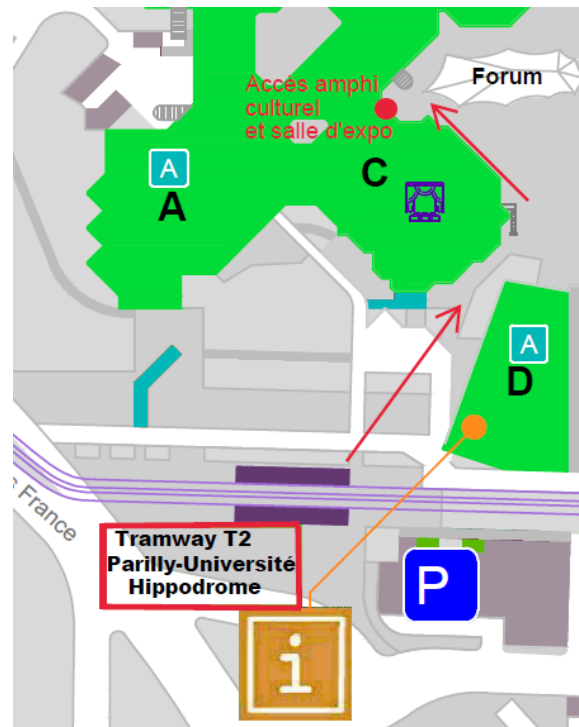 Forum
Accès amphi
culturel
et salle d'expo
C
A
A
A
D
s France
Tramway T2
Parilly-Université
Hippodrome
P
i